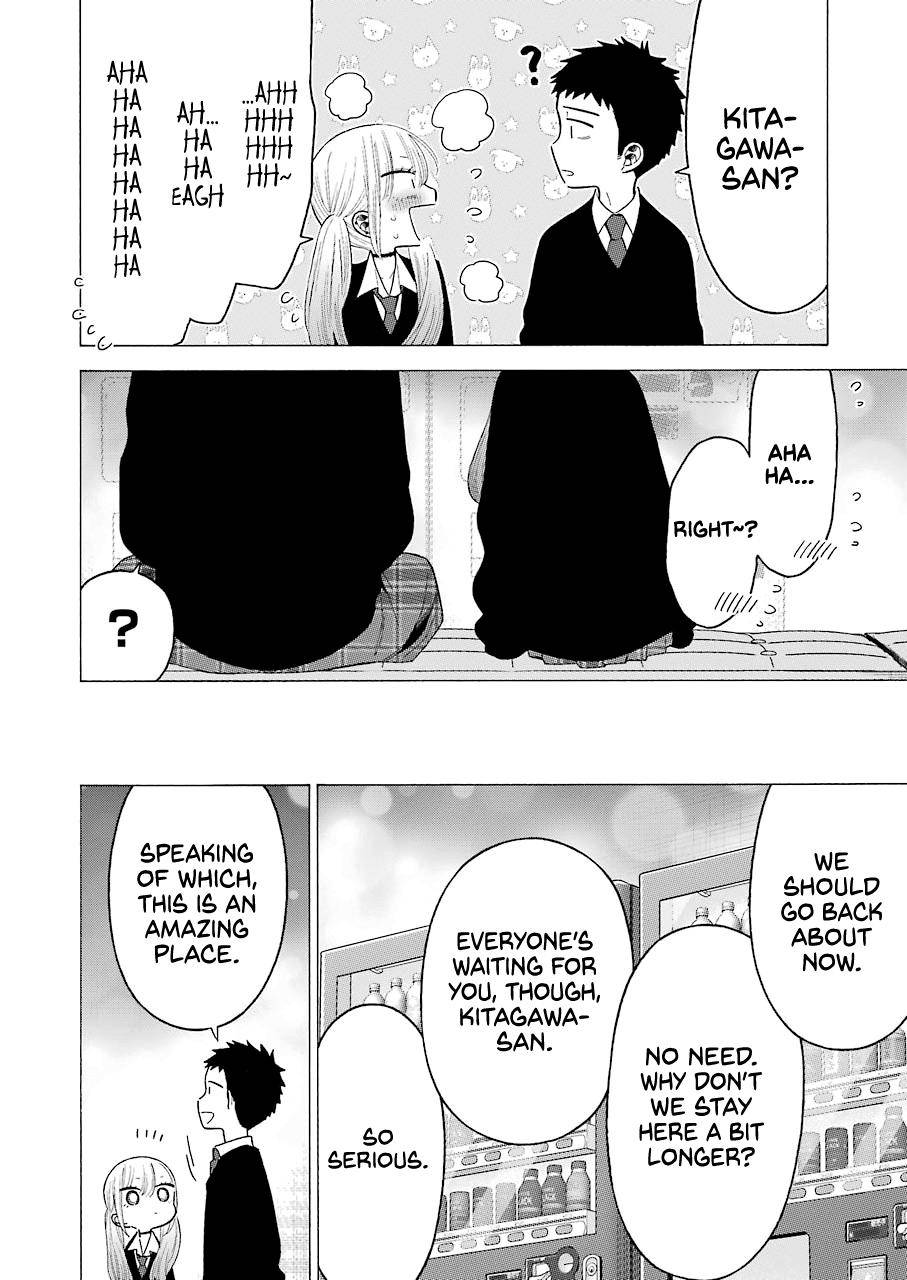 ?
KITA-
GAWA-
SAN?
...AHH
HHH
HHH
HH~
AH...
HA
HA
EAGH
AHA
HA
HA
HA
HA
HA
HA
HA
AHA
HA...
RIGHT~?
?
WE
SHOULD
GO BACK
ABOUT
NOW.
NO NEED.
WHY DON'T
WE STAY
HERE A BIT
LONGER?
EVERYONE'S
WAITING FOR
YOU, THOUGH,
KITAGAWA-
SAN.
SO
SERIOUS.
SPEAKING
OF WHICH,
THIS IS AN
AMAZING
PLACE.